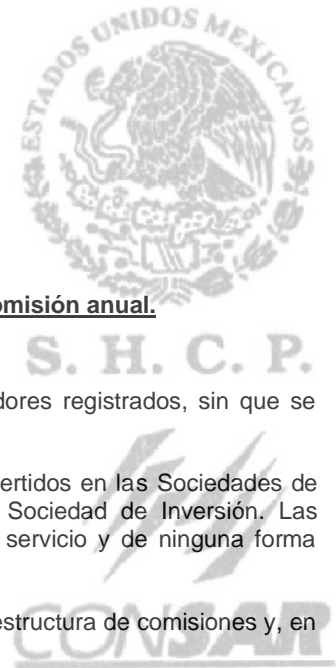 ESTADOS UNIDOS MEXICANOS
omisión anual.
S. H. C. P.
dores registrados, sin que se
ertidos en las Sociedades de
Sociedad de Inversión. Las
servicio y de ninguna forma
estructura de comisiones y, en
CONSAR